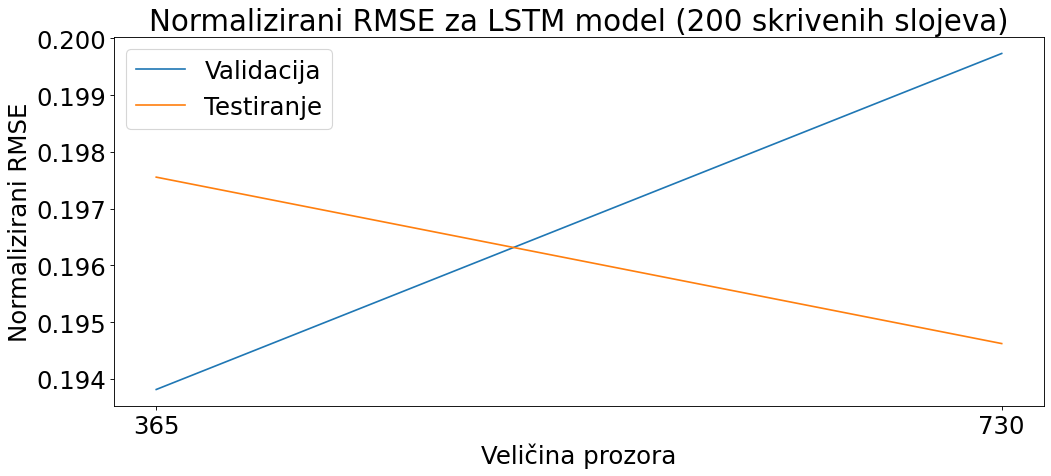 Normalizirani RMSE za LSTM model (200 skrivenih slojeva)
Normalizirani RMSE
0.200
0.199
0.198
0.197
0.196
0.195
0.194
Validacija
Testiranje
365
730
Veličina prozora